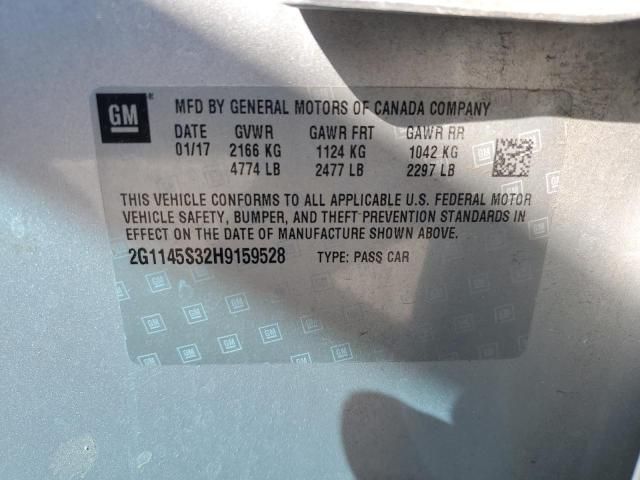 GM
MFD BY GENERAL MOTORS OF CANADA COMPANY
DATE GVWR GAWR FRT GAWR RR
01/17 2166 KG 1124 KG 1042 KG
4774 LB 2477 LB 2297 LB
THIS VEHICLE CONFORMS TO ALL APPLICABLE U.S. FEDERAL MOTOR
VEHICLE SAFETY, BUMPER, AND THEFT PREVENTION STANDARDS IN
EFFECT ON THE DATE OF MANUFACTURE SHOWN ABOVE.
2G1145S32H9159528 TYPE: PASS CAR